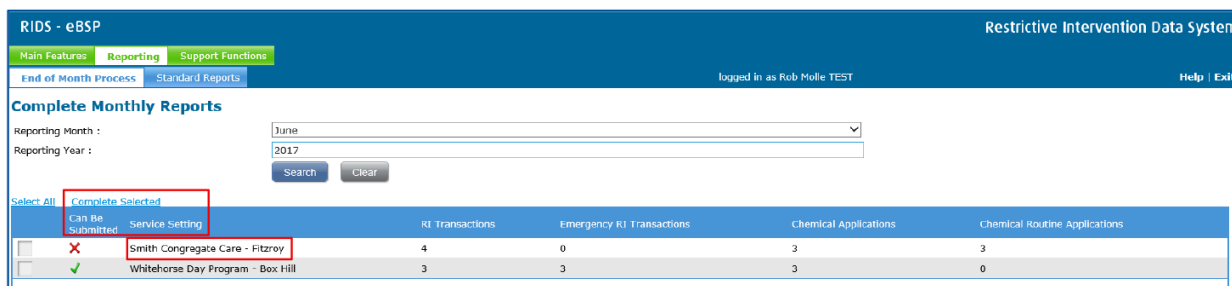 RIDS - eBSP Restrictive Intervention Data System
Main Features Reporting Support Functions
End of Month Process Standard Reports logged in as Rob Molle TEST Help | Exit
Complete Monthly Reports
Reporting Month : June
Reporting Year : 2017
Search Clear
Select All Complete Selected
Can Be Submitted Service Setting RI Transactions Emergency RI Transactions Chemical Applications Chemical Routine Applications
Smith Congregate Care - Fitzroy 4 0 3 3
Whitehorse Day Program - Box Hill 3 3 3 0